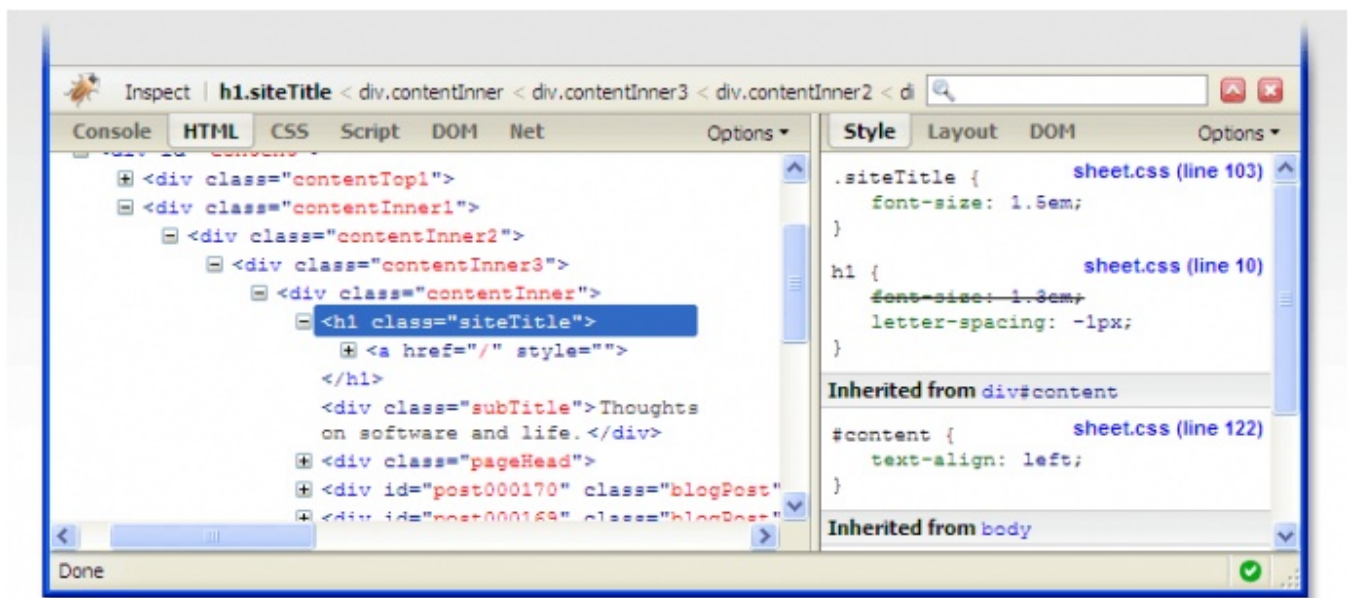 Inspect | h1.siteTitle < div.contentInner < div.contentInner3 < div.contentInner2 < di
Console HTML CSS Script DOM Net Options
<div class="contentTop1">
<div class="contentInner1">
<div class="contentInner2">
<div class="contentInner3">
<div class="contentInner">
<h1 class="siteTitle">
<a href="/" style="">
</h1>
<div class="subTitle">Thoughts
on software and life.</div>
<div class="pageHead">
<div id="post000170" class="blogPost"
<div id="post000169" class="blogPost"
Style Layout DOM Options
.siteTitle { sheet.css (line 103)
font-size: 1.5em;
}
h1 { sheet.css (line 10)
font-size: 1.3em;
letter-spacing: -1px;
}
Inherited from div#content
#content { sheet.css (line 122)
text-align: left;
}
Inherited from body
Done